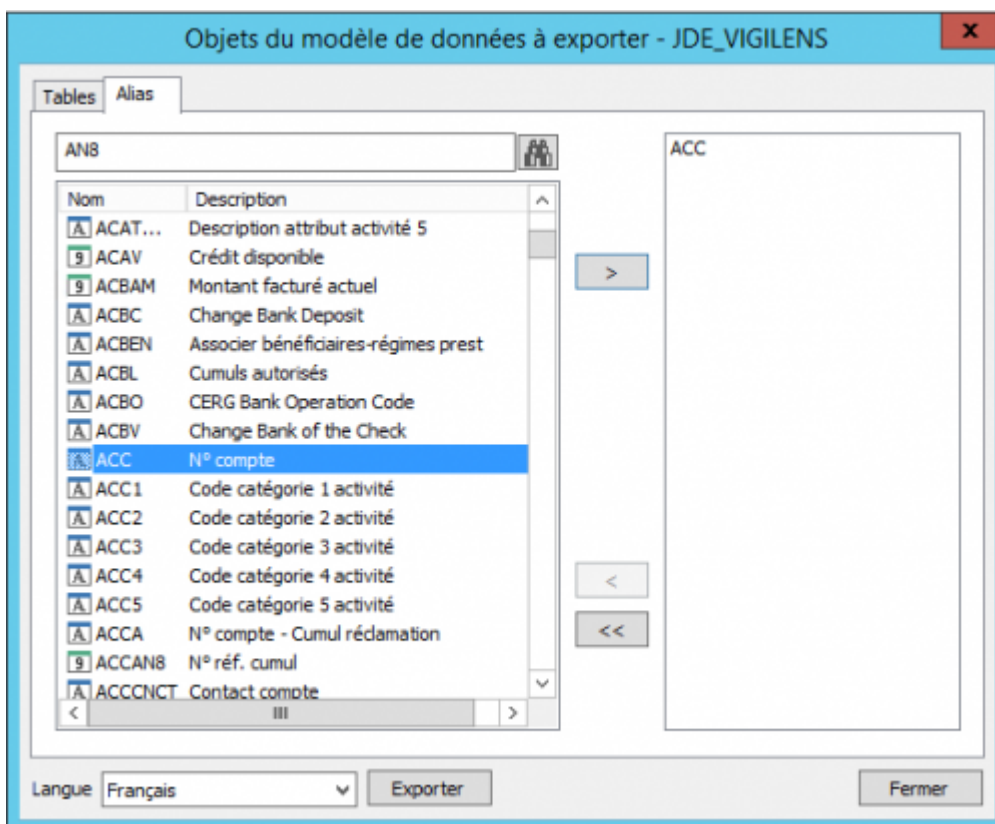 Objets du modèle de données à exporter - JDE_VIGILENS
x
Tables Alias
AN8
ACC
Nom Description
ACAT... Description attribut activité 5
ACAV Crédit disponible
ACBAM Montant facturé actuel
ACBC Change Bank Deposit
ACBEN Associer bénéficiaires-régimes prest
ACBL Cumuls autorisés
ACBO CERG Bank Operation Code
ACBV Change Bank of the Check
ACC N° compte
ACC1 Code catégorie 1 activité
ACC2 Code catégorie 2 activité
ACC3 Code catégorie 3 activité
ACC4 Code catégorie 4 activité
ACC5 Code catégorie 5 activité
ACCA N° compte - Cumul réclamation
ACCAN8 N° réf. cumul
ACCCNCT Contact compte
>
<
<<
Langue Français Exporter Fermer